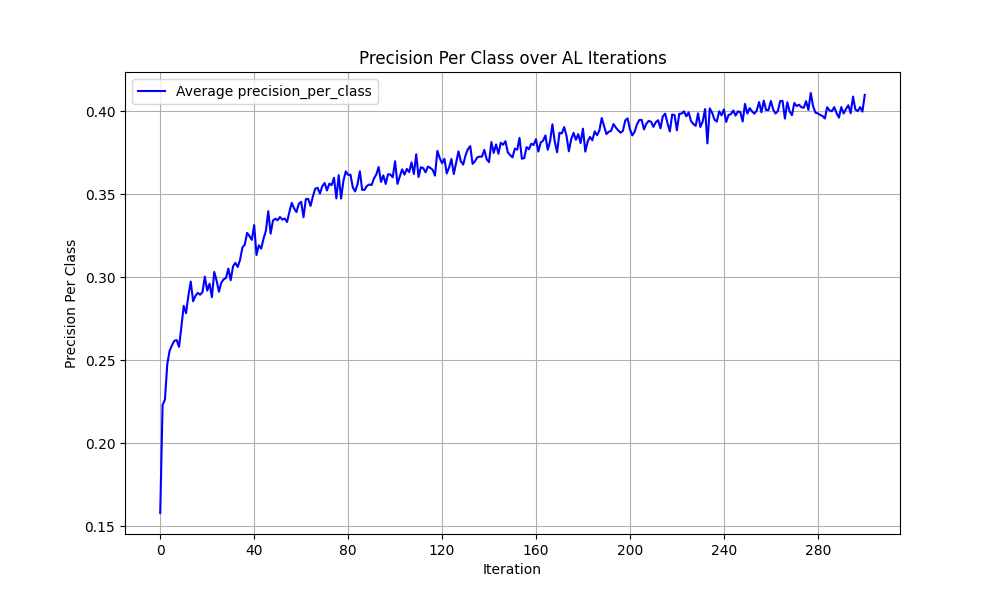 Precision Per Class over AL Iterations
Average precision_per_class
Precision Per Class
0.40
0.35
0.30
0.25
0.20
0.15
0 40 80 120 160 200 240 280
Iteration